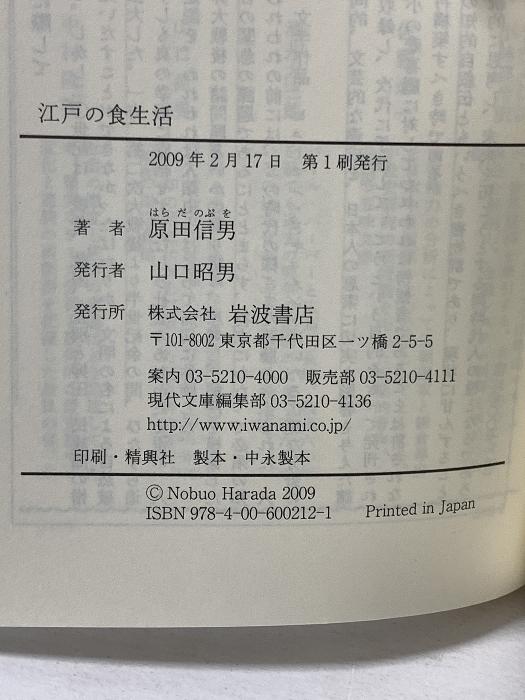 江戸の食生活
2009年2月17日 第1刷発行
はら だ のぶ を
著 者 原田信男
発行者 山口昭男
発行所 株式会社 岩波書店
〒101-8002 東京都千代田区一ツ橋 2-5-5
案内 03-5210-4000 販売部 03-5210-4111
現代文庫編集部 03-5210-4136
http://www.iwanami.co.jp/
印刷・精興社 製本・中永製本
© Nobuo Harada 2009
ISBN 978-4-00-600212-1 Printed in Japan